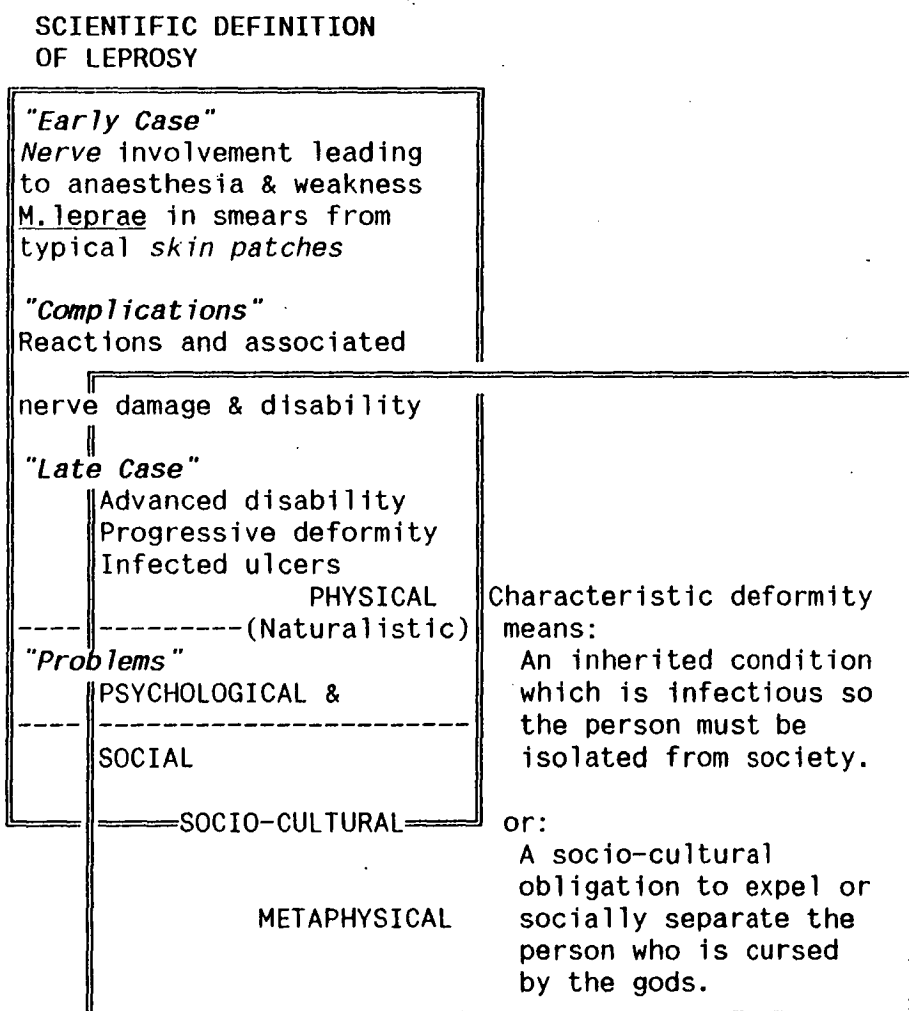 SCIENTIFIC DEFINITION
OF LEPROSY
"Early Case"
Nerve involvement leading
to anaesthesia & weakness
M.leprae in smears from
typical skin patches
"Complications"
Reactions and associated
nerve damage & disability
"Late Case"
Advanced disability
Progressive deformity
Infected ulcers
PHYSICAL
(Naturalistic)
"Problems"
PSYCHOLOGICAL &
SOCIAL
SOCIO-CULTURAL
METAPHYSICAL
Characteristic deformity
means:
An inherited condition
which is infectious so
the person must be
isolated from society.
or:
A socio-cultural
obligation to expel or
socially separate the
person who is cursed
by the gods.